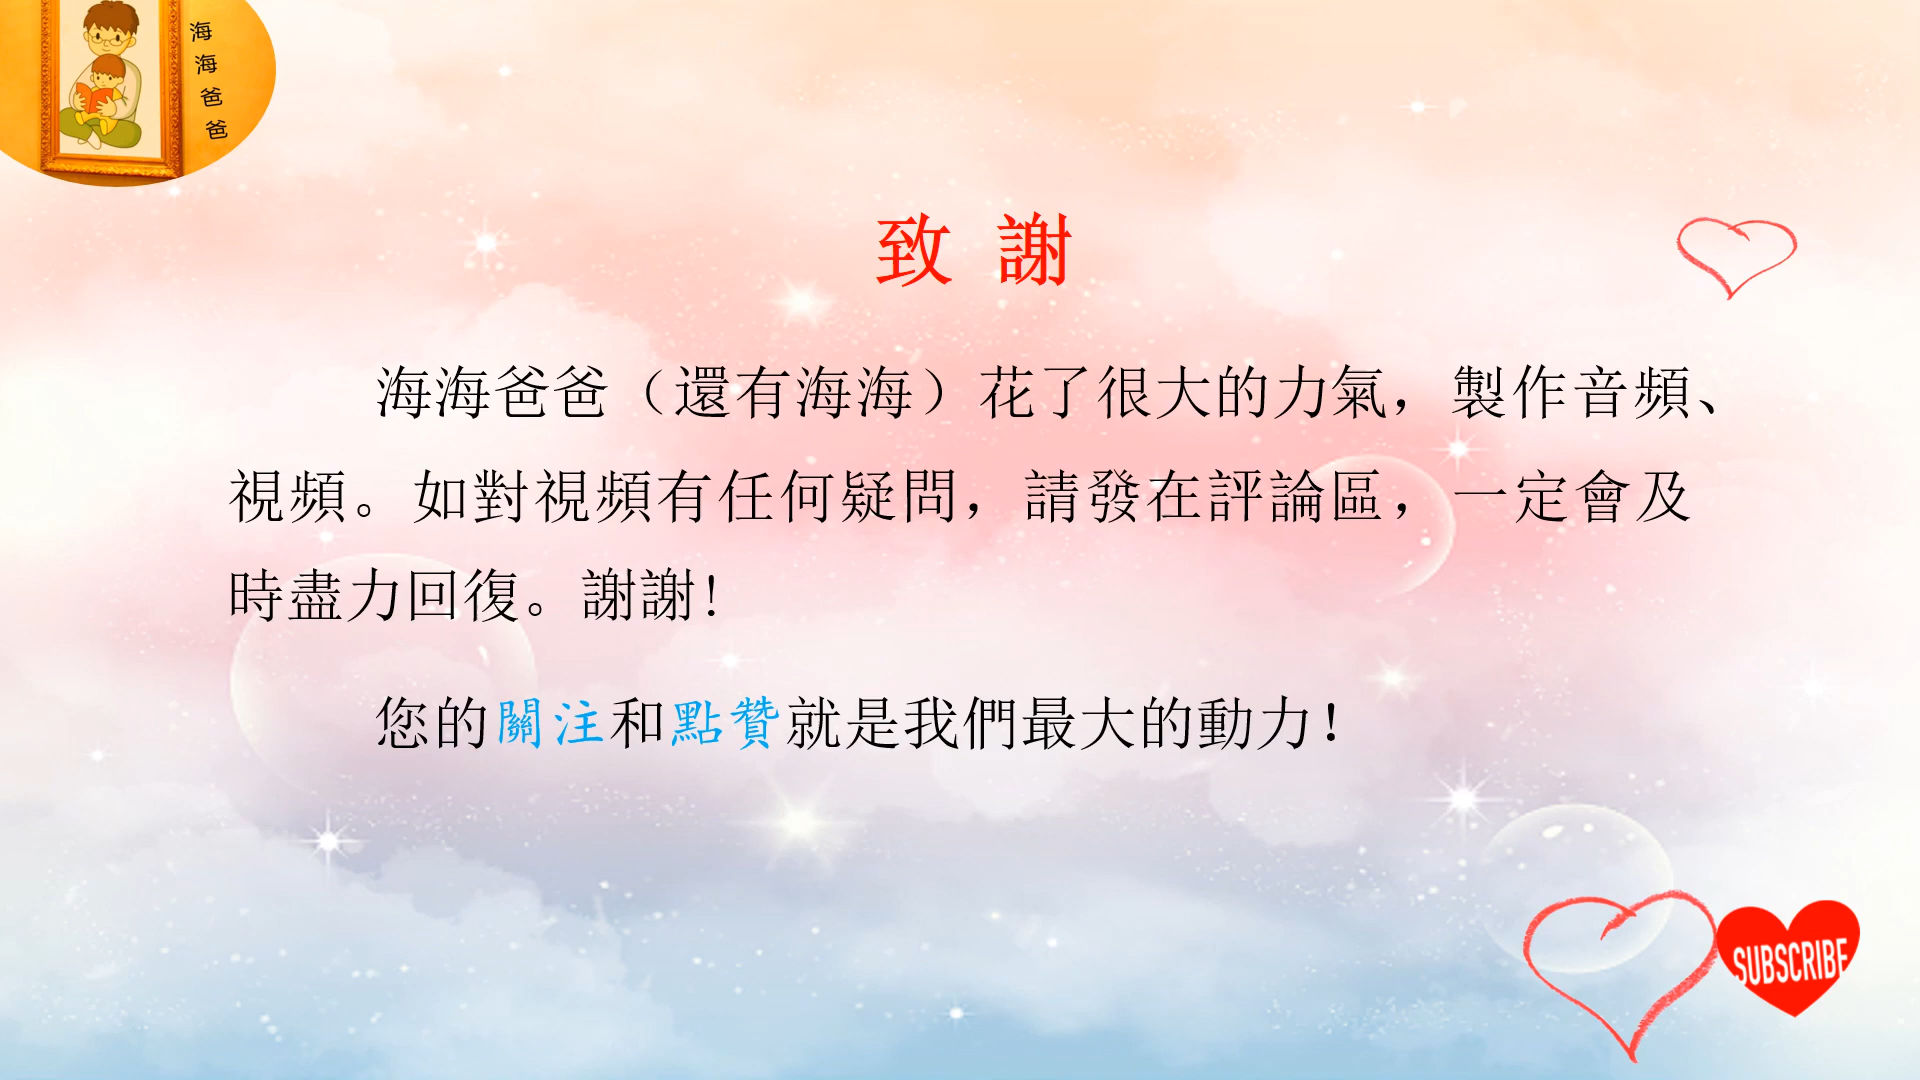 海海爸爸
致 謝
海海爸爸（還有海海）花了很大的力氣，製作音頻、
視頻。如對視頻有任何疑問，請發在評論區，一定會及
時盡力回復。謝謝!
您的關注和點贊就是我們最大的動力！
SUBSCRIBE